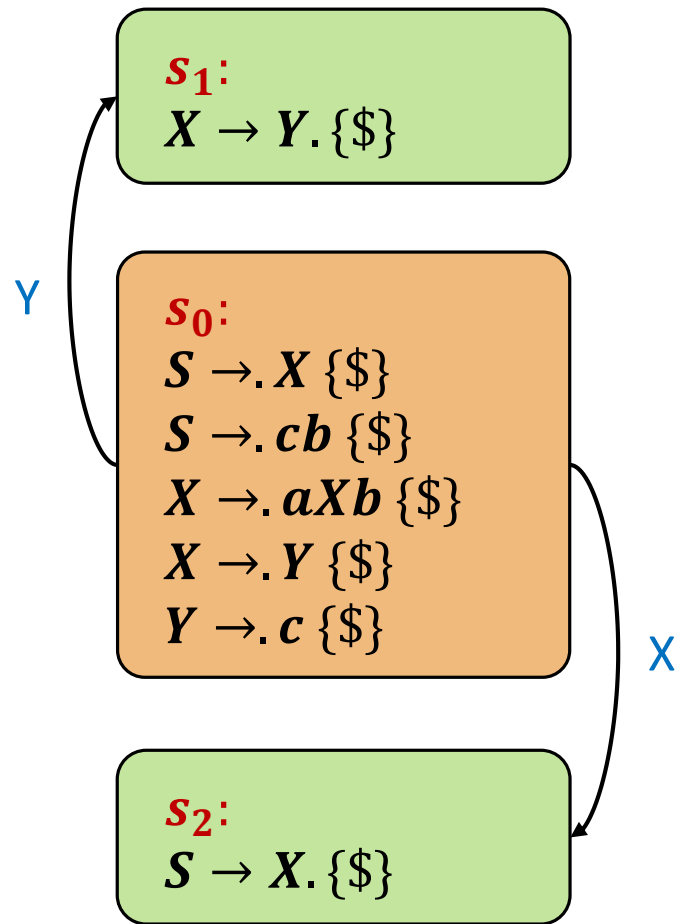 s₁:
X → Y. {$}
Y
s₀:
S →. X {$}
S →. cb {$}
X →. aXb {$}
X →. Y {$}
Y →. c {$}
X
s₂:
S → X. {$}